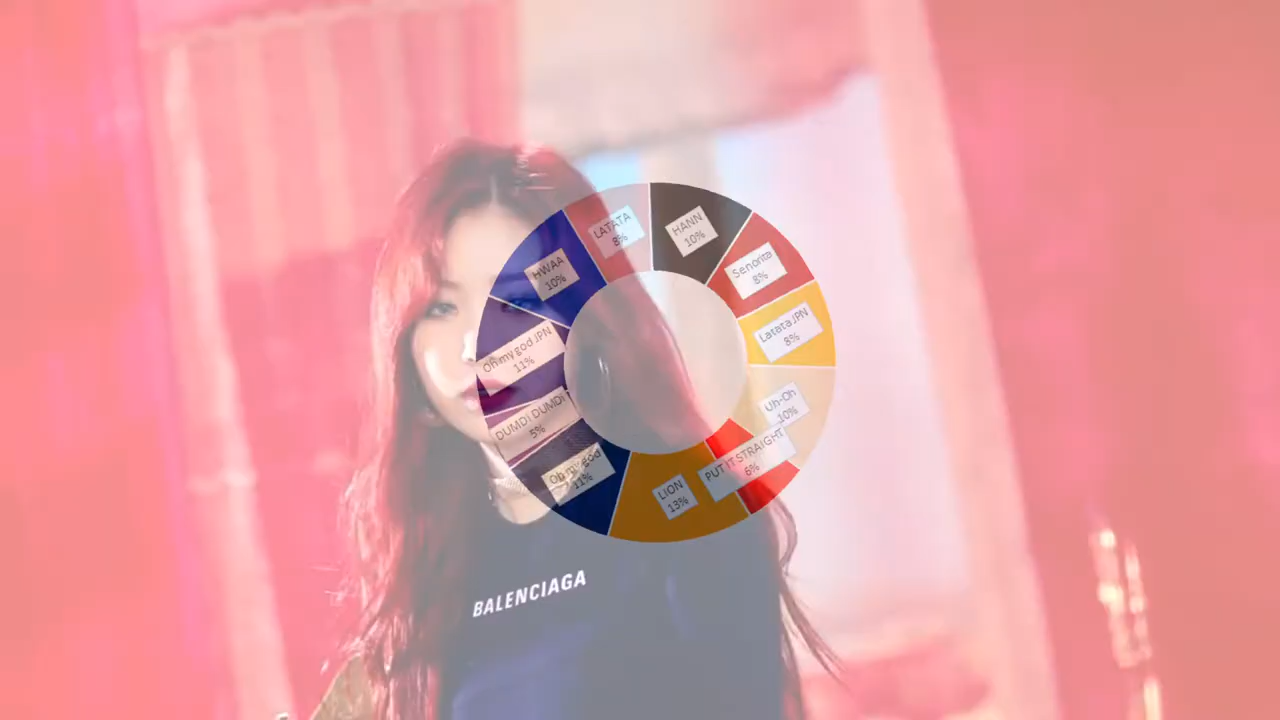 LATATA
8%
HANN
10%
Senorita
8%
Latata JPN
8%
Uh-Oh
10%
PUT IT STRAIGHT
6%
LION
13%
Oh my god
11%
DUMDi DUMDi
5%
Oh my god JPN
11%
HWAA
10%
BALENCIAGA